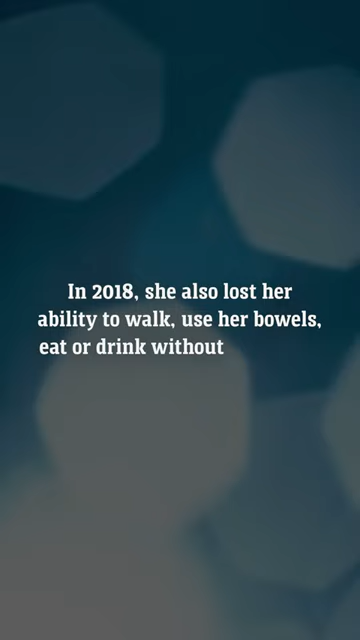 In 2018, she also lost her
ability to walk, use her bowels,
eat or drink without